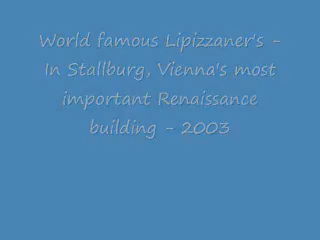 World famous Lipizzaner's -
In Stallburg, Vienna's most
important Renaissance
building - 2003